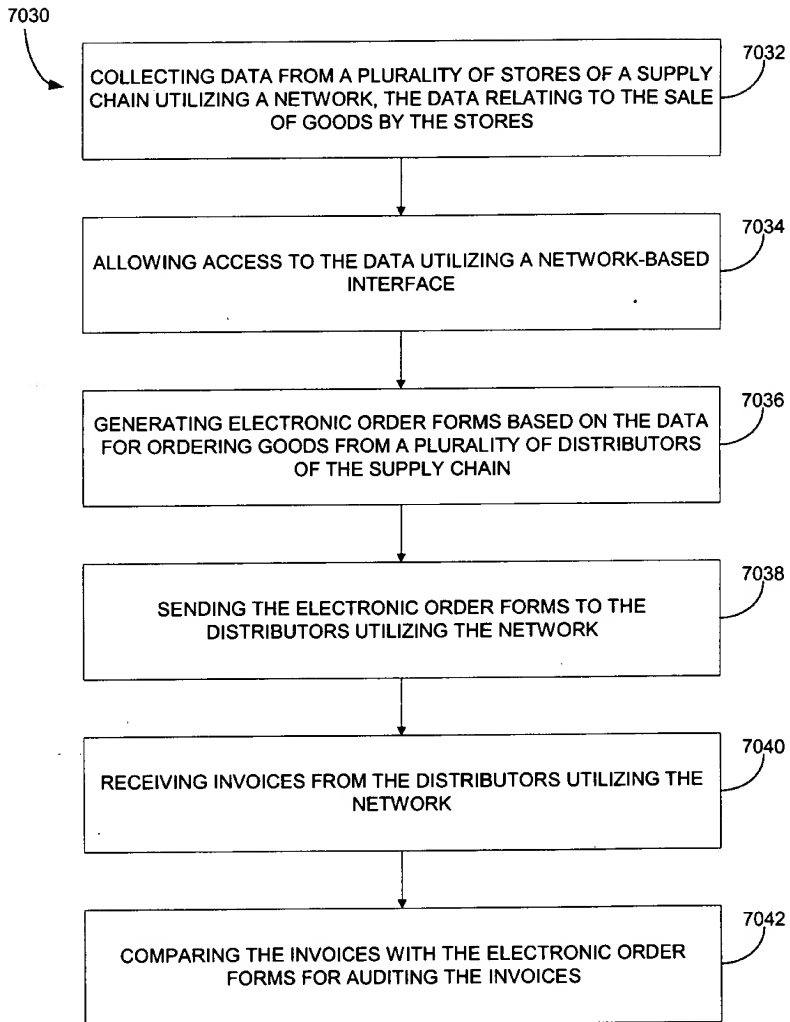 7030
7032
COLLECTING DATA FROM A PLURALITY OF STORES OF A SUPPLY
CHAIN UTILIZING A NETWORK, THE DATA RELATING TO THE SALE
OF GOODS BY THE STORES
7034
ALLOWING ACCESS TO THE DATA UTILIZING A NETWORK-BASED
INTERFACE
7036
GENERATING ELECTRONIC ORDER FORMS BASED ON THE DATA
FOR ORDERING GOODS FROM A PLURALITY OF DISTRIBUTORS
OF THE SUPPLY CHAIN
7038
SENDING THE ELECTRONIC ORDER FORMS TO THE
DISTRIBUTORS UTILIZING THE NETWORK
7040
RECEIVING INVOICES FROM THE DISTRIBUTORS UTILIZING THE
NETWORK
7042
COMPARING THE INVOICES WITH THE ELECTRONIC ORDER
FORMS FOR AUDITING THE INVOICES